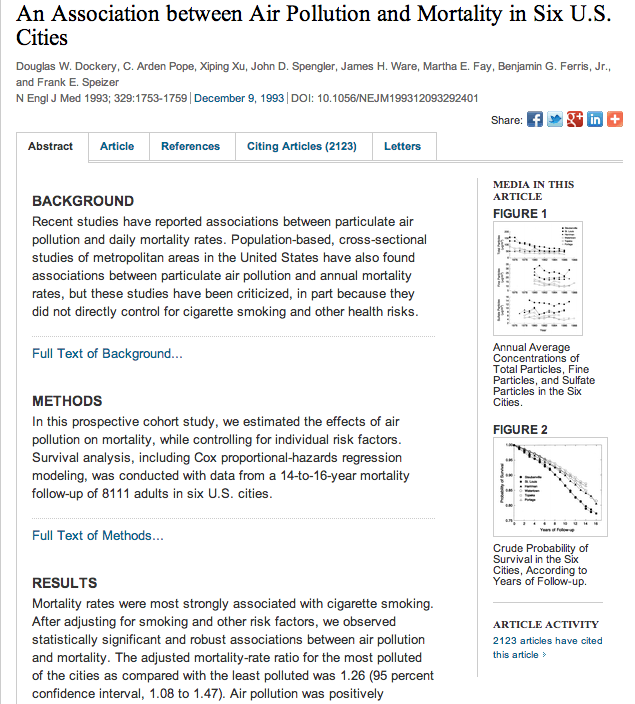 An Association between Air Pollution and Mortality in Six U.S.
Cities
Douglas W. Dockery, C. Arden Pope, Xiping Xu, John D. Spengler, James H. Ware, Martha E. Fay, Benjamin G. Ferris, Jr.,
and Frank E. Speizer
N Engl J Med 1993; 329:1753-1759 | December 9, 1993 | DOI: 10.1056/NEJM199312093292401
Share:
Abstract
Article
References
Citing Articles (2123)
Letters
BACKGROUND
Recent studies have reported associations between particulate air
pollution and daily mortality rates. Population-based, cross-sectional
studies of metropolitan areas in the United States have also found
associations between particulate air pollution and annual mortality
rates, but these studies have been criticized, in part because they
did not directly control for cigarette smoking and other health risks.
Full Text of Background...
METHODS
In this prospective cohort study, we estimated the effects of air
pollution on mortality, while controlling for individual risk factors.
Survival analysis, including Cox proportional-hazards regression
modeling, was conducted with data from a 14-to-16-year mortality
follow-up of 8111 adults in six U.S. cities.
Full Text of Methods...
RESULTS
Mortality rates were most strongly associated with cigarette smoking.
After adjusting for smoking and other risk factors, we observed
statistically significant and robust associations between air pollution
and mortality. The adjusted mortality-rate ratio for the most polluted
of the cities as compared with the least polluted was 1.26 (95 percent
confidence interval, 1.08 to 1.47). Air pollution was positively
MEDIA IN THIS
ARTICLE
FIGURE 1
Annual Average
Concentrations of
Total Particles, Fine
Particles, and Sulfate
Particles in the Six
Cities.
FIGURE 2
Probability of Survival
Years of Follow-up
Crude Probability of
Survival in the Six
Cities, According to
Years of Follow-up.
ARTICLE ACTIVITY
2123 articles have cited
this article